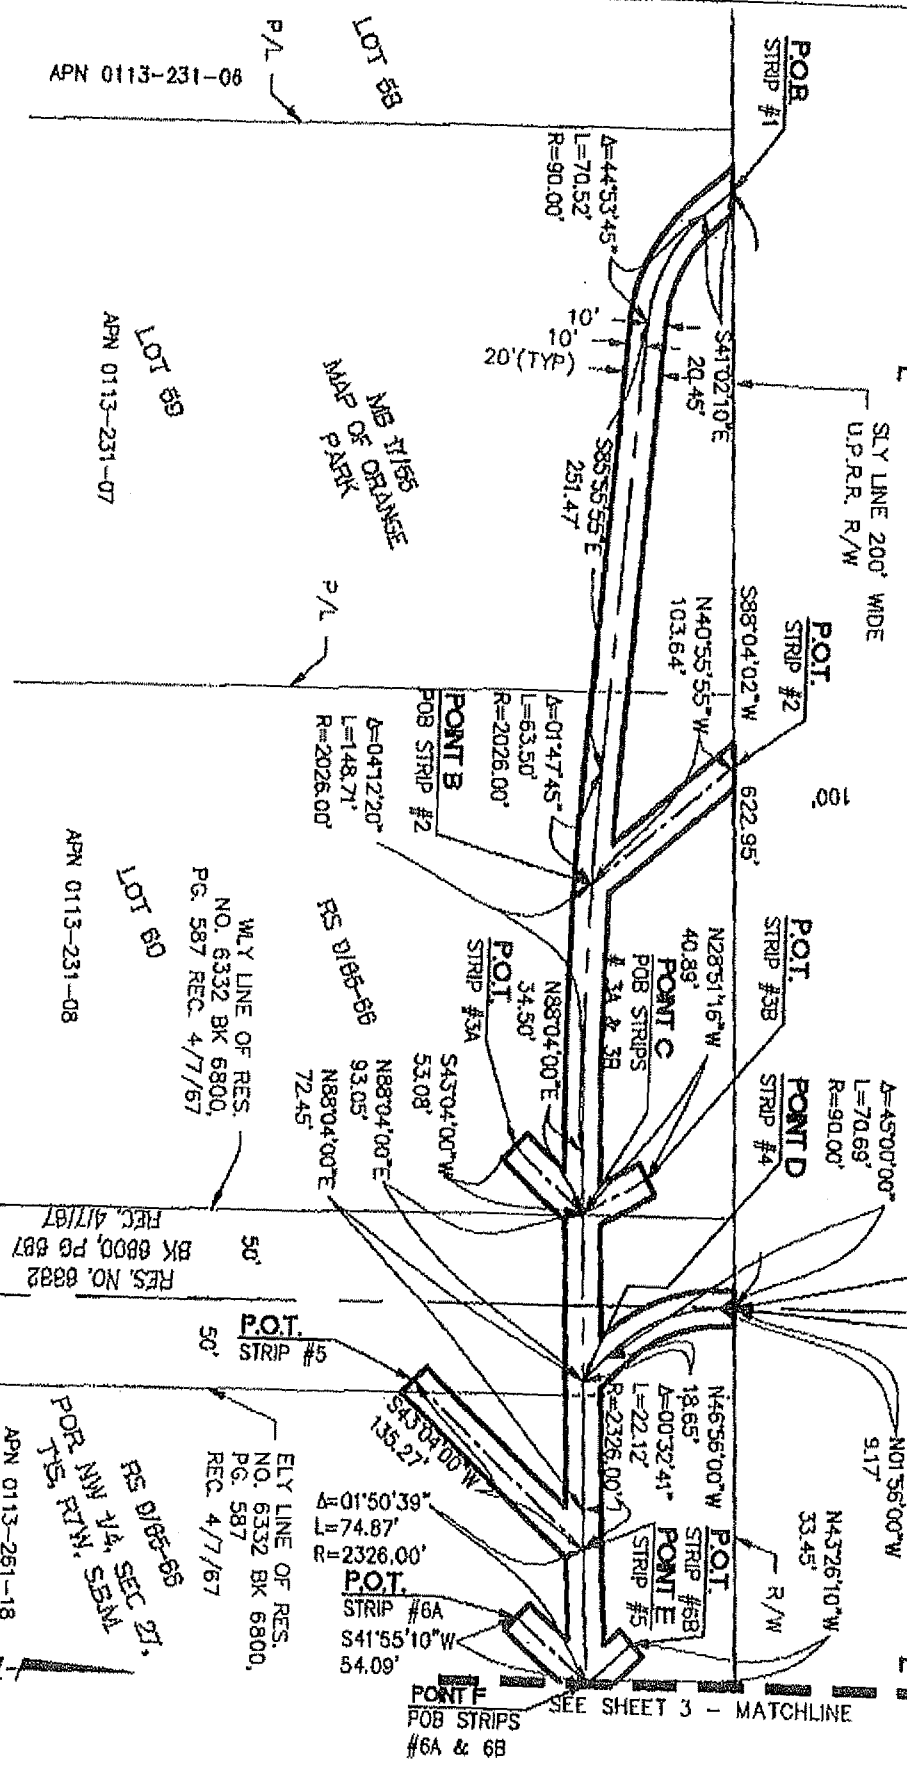 P.O.B.
STRIP #1
LOT 58
P/L
APN 0113-231-06
Δ=44°53'45"
L=70.52'
R=90.00'
10'
10'
20'(TYP)
S41°02'10"E
20.45'
SLY LINE 200' WIDE
U.P.R.R. R/W
LOT 59
APN 0113-231-07
MB 17/66
MAP OF ORANGE
PARK
S85°55'55"E
251.47'
P/L
S88°04'02"W 622.95'
P.O.T.
STRIP #2
N40°55'55"W
103.64'
100'
Δ=01°47'45"
L=63.50'
R=2026.00'
POINT B
POB STRIP #2
Δ=04°12'20"
L=148.71'
R=2026.00'
P.O.T.
STRIP #3B
N28°51'16"W
40.89'
POINT C
POB STRIPS
# 3A & 3B
N88°04'00"E
34.50'
P.O.T.
STRIP #3A
RS 0/65-66
LOT 60
APN 0113-231-08
WLY LINE OF RES.
NO. 6332 BK 6800,
PG. 587 REC. 4/7/67
S43°04'00"W
53.08'
N88°04'00"E
93.05'
N88°04'00"E
72.45'
Δ=45°00'00"
L=70.69'
R=90.00'
POINT D
STRIP #4
50'
RES. NO. 6332
BK 6800, PG 587
REC. 4/7/67
50'
P.O.T.
STRIP #5
S43°04'00"W
135.27'
N01°56'00"W
9.17'
N46°56'00"W
18.65'
Δ=00°32'41"
L=22.12'
R=2326.00'
N43°26'10"W
33.45'
R/W
P.O.T.
STRIP #6B
POINT E
STRIP #5
ELY LINE OF RES.
NO. 6332 BK 6800,
PG. 587
REC. 4/7/67
RS 0/65-66
POR NW 1/4, SEC 27,
T1S, R7W, S.B.M.
APN 0113-261-18
Δ=01°50'39"
L=74.87'
R=2326.00'
P.O.T.
STRIP #6A
S41°55'10"W
54.09'
POINT F
POB STRIPS
#6A & 6B
SEE SHEET 3 - MATCHLINE